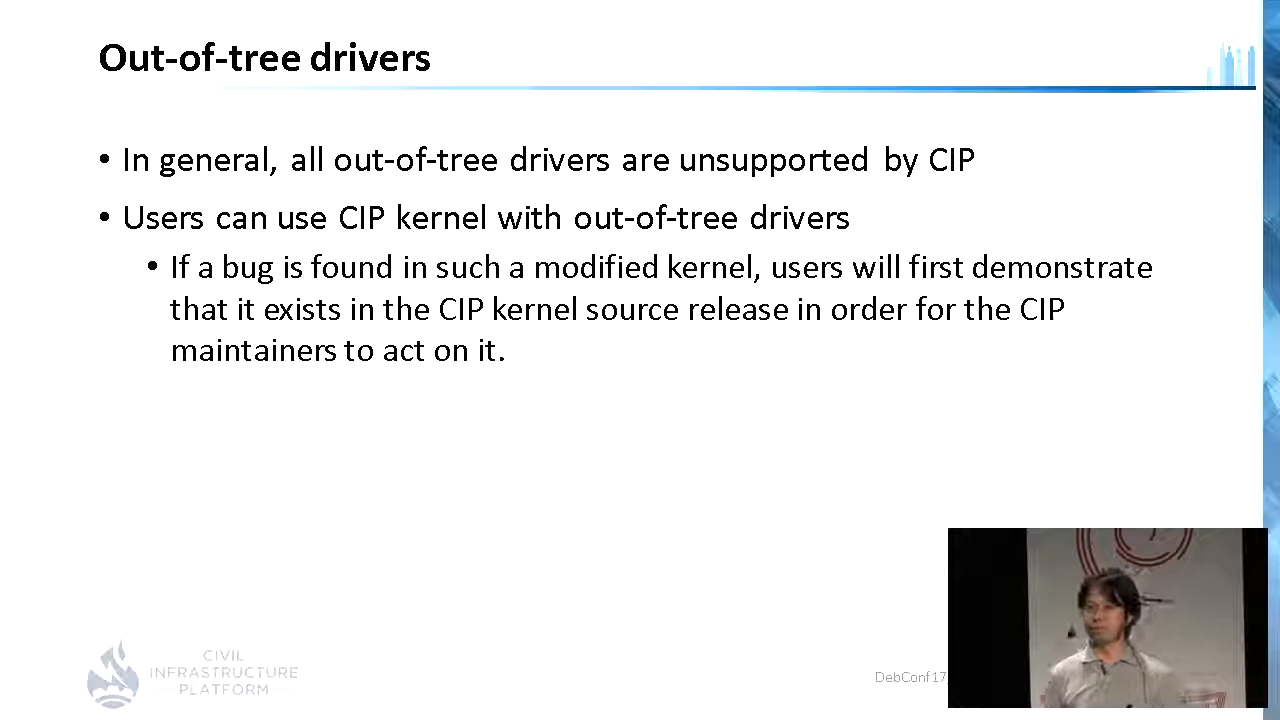 Out-of-tree drivers
• In general, all out-of-tree drivers are unsupported by CIP
• Users can use CIP kernel with out-of-tree drivers
• If a bug is found in such a modified kernel, users will first demonstrate
that it exists in the CIP kernel source release in order for the CIP
maintainers to act on it.
CIVIL
INFRASTRUCTURE
PLATFORM
DebConf17